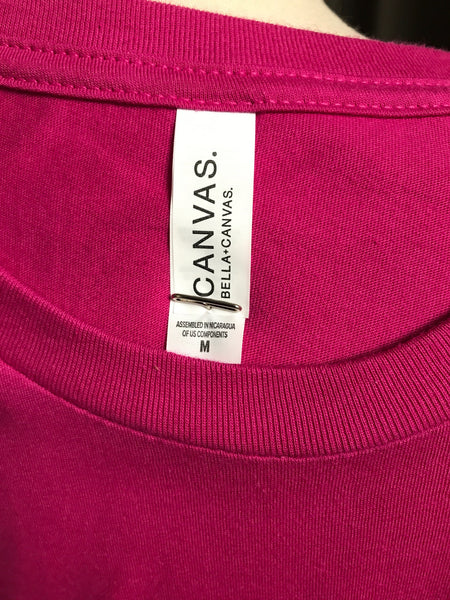 CANVAS.
BELLA+CANVAS.
ASSEMBLED IN NICARAGUA
OF US COMPONENTS
M